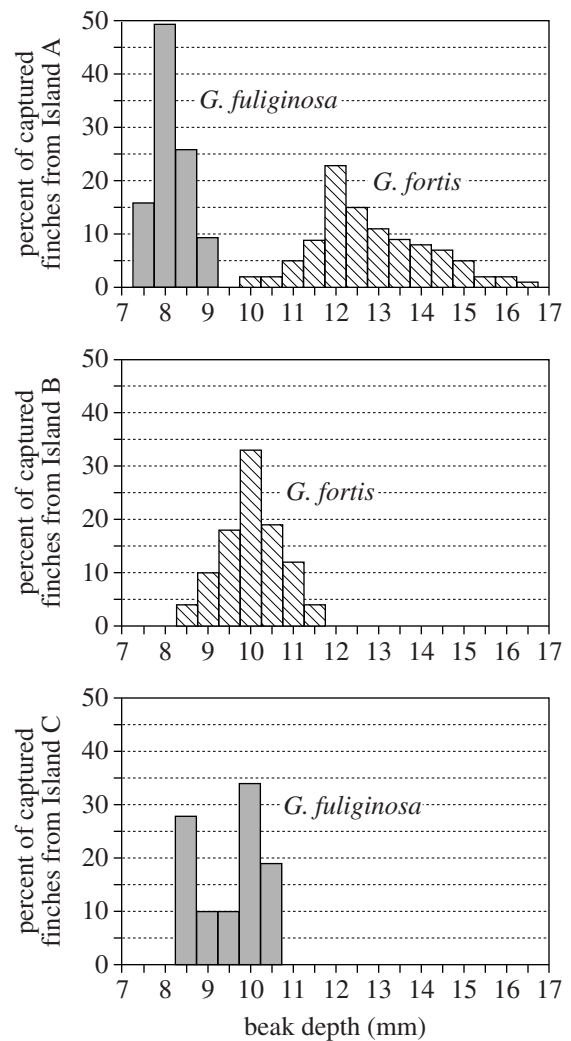 percent of captured
finches from Island A
50
40
30
20
10
0
G. fuliginosa
G. fortis
7 8 9 10 11 12 13 14 15 16 17
percent of captured
finches from Island B
50
40
30
20
10
0
G. fortis
7 8 9 10 11 12 13 14 15 16 17
percent of captured
finches from Island C
50
40
30
20
10
0
G. fuliginosa
7 8 9 10 11 12 13 14 15 16 17
beak depth (mm)